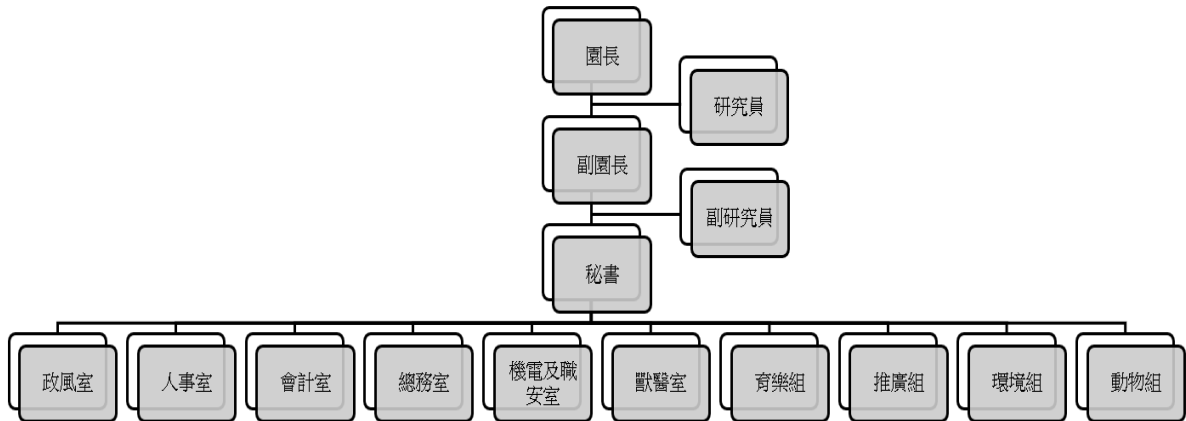 園長
研究員
副園長
副研究員
秘書
政風室
人事室
會計室
總務室
機電及職
安室
獸醫室
育樂組
推廣組
環境組
動物組